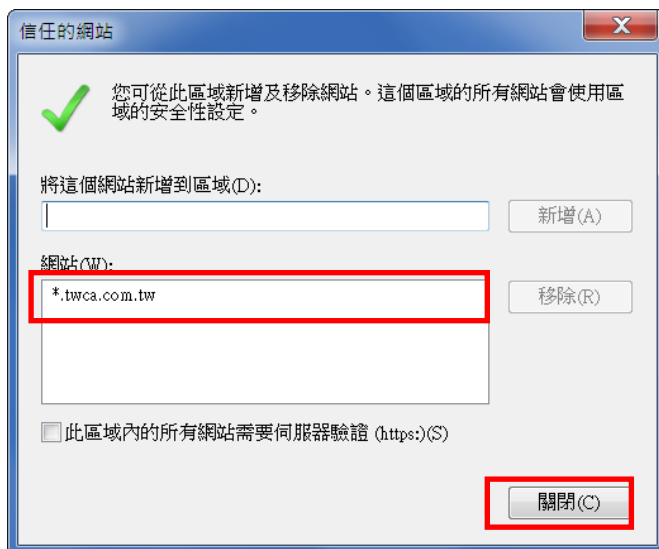 信任的網站
您可從此區域新增及移除網站。這個區域的所有網站會使用區
域的安全性設定。
將這個網站新增到區域(D):
新增(A)
網站(W):
*.twca.com.tw
移除(R)
此區域內的所有網站需要伺服器驗證 (https:)(S)
關閉(C)